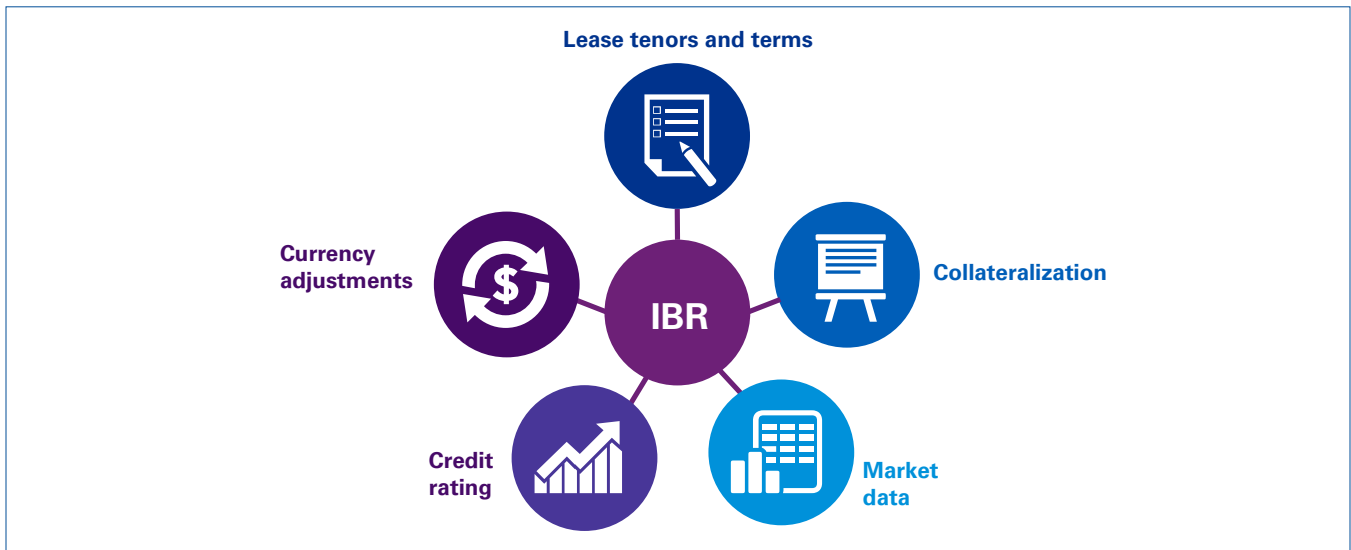 Lease tenors and terms
Currency
adjustments
$
IBR
Collateralization
Credit
rating
Market
data